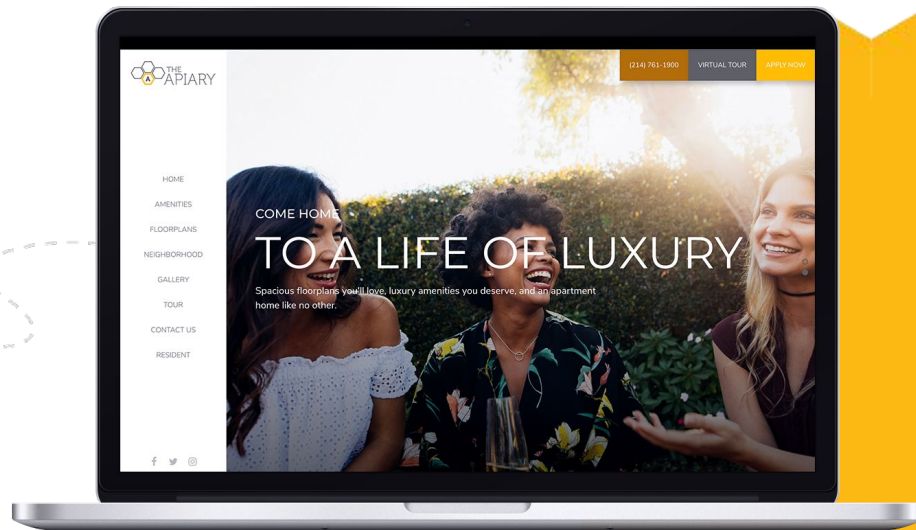 THE
APIARY
A
(214) 761-1900
VIRTUAL TOUR
APPLY NOW
HOME
AMENITIES
FLOORPLANS
NEIGHBORHOOD
GALLERY
TOUR
CONTACT US
RESIDENT
COME HOME
TO A LIFE OF LUXURY
Spacious floorplans you'll love, luxury amenities you deserve, and an apartment
home like no other.